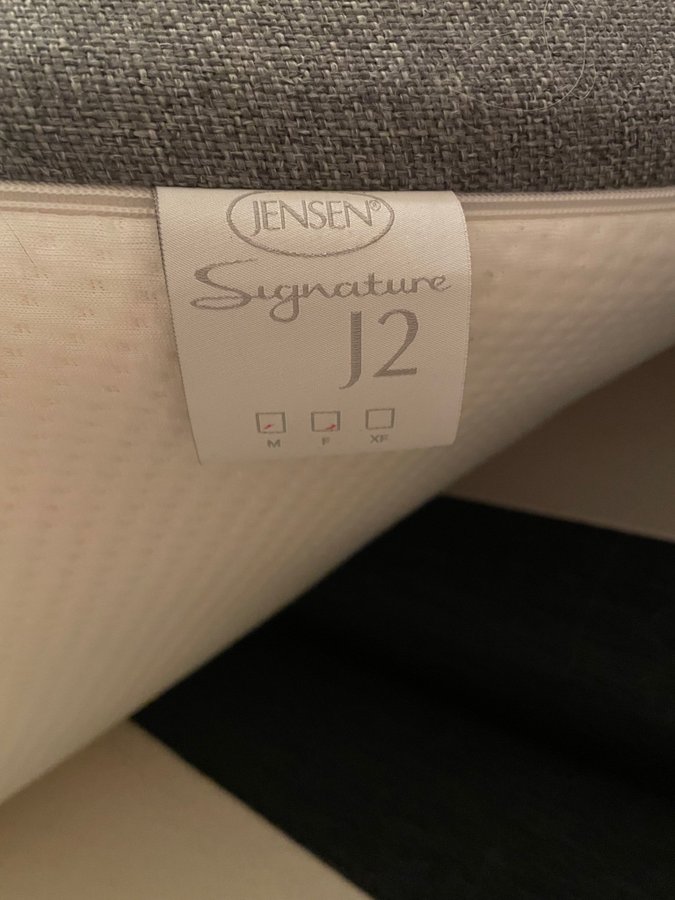 JENSEN®
Signature
J2
M F XF